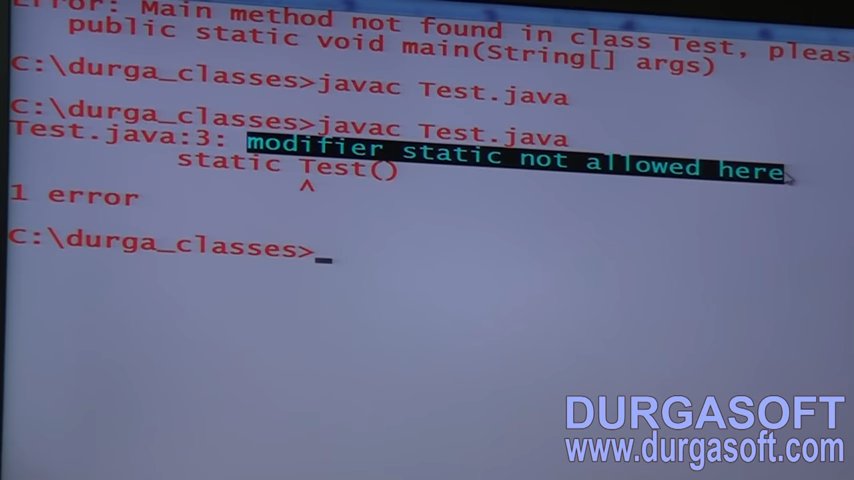 Error: Main method not found in class Test, please
public static void main(String[] args)
C:\durga_classes>javac Test.java
C:\durga_classes>javac Test.java
Test.java:3: modifier static not allowed here
static Test()
^
1 error
C:\durga_classes>_
DURGASOFT
www.durgasoft.com